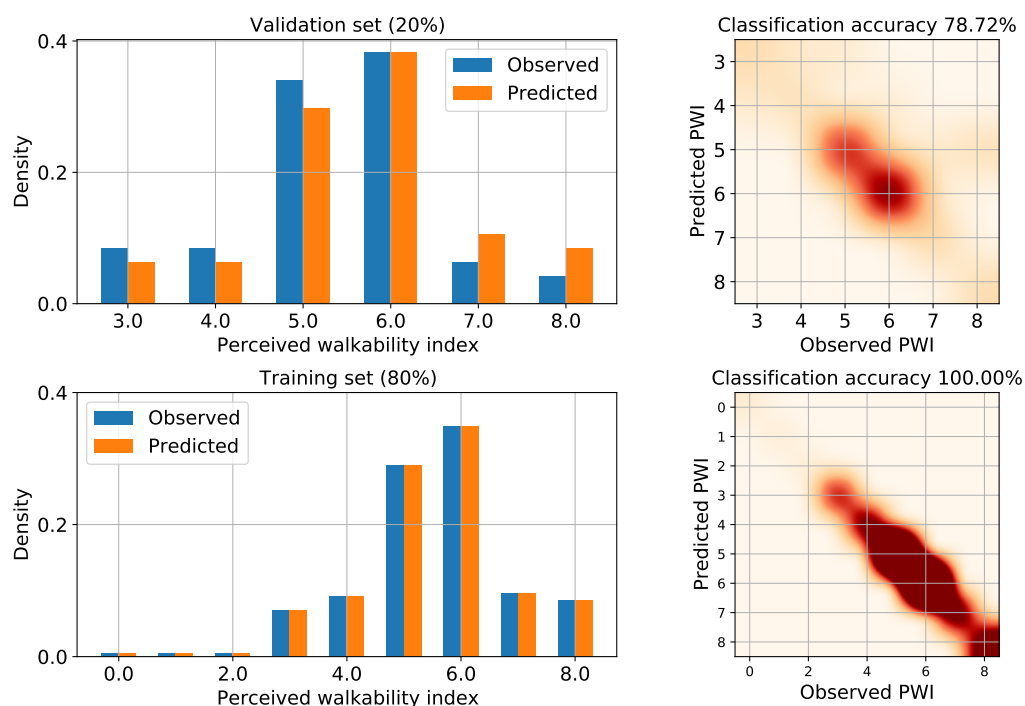 Validation set (20%)
0.4
0.2
0.0
Density
Observed
Predicted
3.0 4.0 5.0 6.0 7.0 8.0
Perceived walkability index
Classification accuracy 78.72%
3
4
5
6
7
8
Predicted PWI
3 4 5 6 7 8
Observed PWI
Training set (80%)
0.4
0.2
0.0
Density
Observed
Predicted
0.0 2.0 4.0 6.0 8.0
Perceived walkability index
Classification accuracy 100.00%
0
1
2
3
4
5
6
7
8
Predicted PWI
0 2 4 6 8
Observed PWI